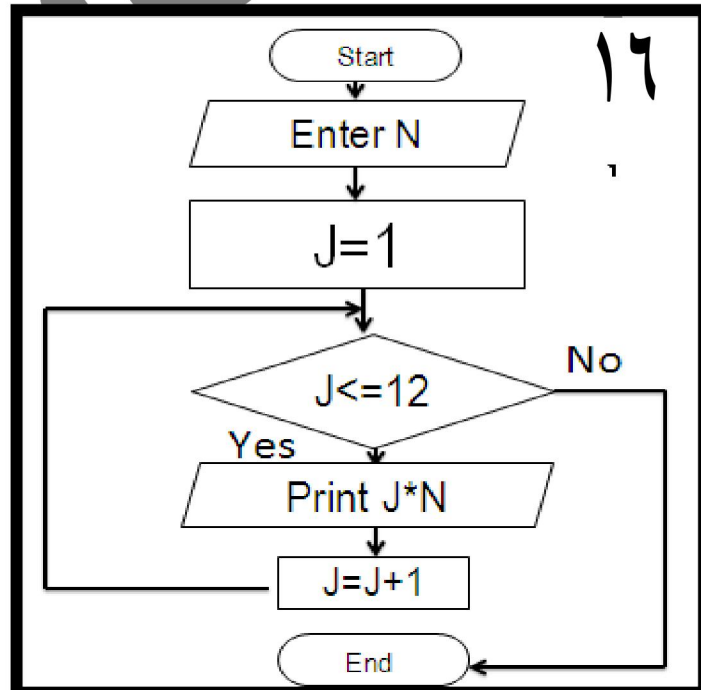 Start
١٦
Enter N
J=1
J<=12
No
Yes
Print J*N
J=J+1
End